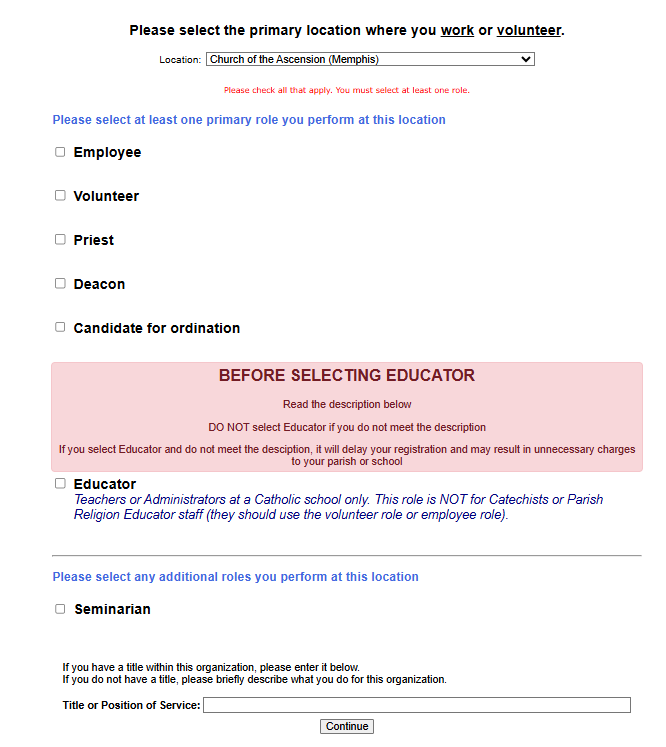 Please select the primary location where you work or volunteer.
Location: Church of the Ascension (Memphis)
Please check all that apply. You must select at least one role.
Please select at least one primary role you perform at this location
Employee
Volunteer
Priest
Deacon
Candidate for ordination
BEFORE SELECTING EDUCATOR
Read the description below
DO NOT select Educator if you do not meet the description
If you select Educator and do not meet the desciption, it will delay your registration and may result in unnecessary charges
to your parish or school
Educator
Teachers or Administrators at a Catholic school only. This role is NOT for Catechists or Parish
Religion Educator staff (they should use the volunteer role or employee role).
Please select any additional roles you perform at this location
Seminarian
If you have a title within this organization, please enter it below.
If you do not have a title, please briefly describe what you do for this organization.
Title or Position of Service:
Continue